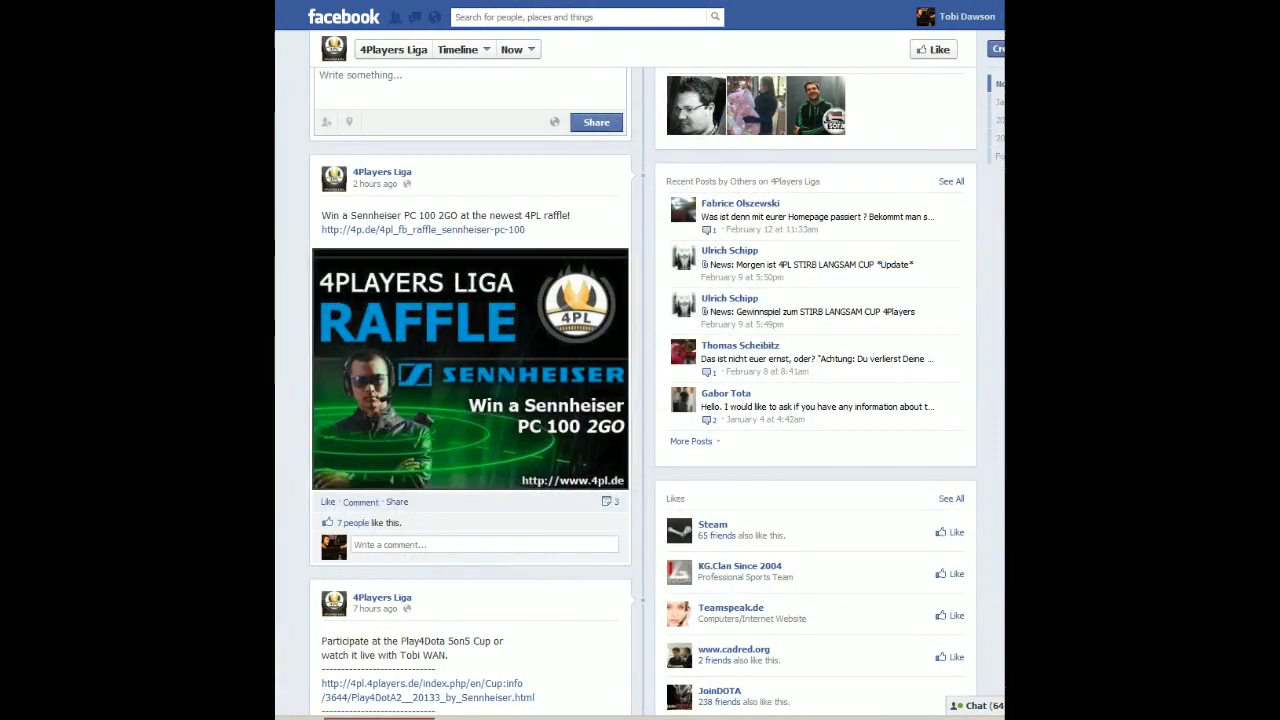 facebook
Search for people, places and things
Tobi Dawson
4Players Liga
Timeline
Now
Like
Write something...
Share
4Players Liga
2 hours ago
Win a Sennheiser PC 100 2GO at the newest 4PL raffle!
http://4p.de/4pl_fb_raffle_sennheiser-pc-100
4PLAYERS LIGA
RAFFLE
4PL
SENNHEISER
Win a Sennheiser
PC 100 2GO
http://www.4pl.de
Like · Comment · Share
3
7 people like this.
Write a comment...
4Players Liga
7 hours ago
Participate at the Play4Dota 5on5 Cup or
watch it live with Tobi WAN.
--------------------------
http://4pl.4players.de/index.php/en/Cup:info
/3644/Play4DotA2__20133_by_Sennheiser.html
--------------------------
Recent Posts by Others on 4Players Liga
See All
Fabrice Olszewski
Was ist denn mit eurer Homepage passiert ? Bekommt man s...
1 · February 12 at 11:33am
Ulrich Schipp
News: Morgen ist 4PL STIRB LANGSAM CUP *Update*
February 9 at 5:50pm
Ulrich Schipp
News: Gewinnspiel zum STIRB LANGSAM CUP 4Players
February 9 at 5:49pm
Thomas Scheibitz
Das ist nicht euer ernst, oder? "Achtung: Du verlierst Deine ...
1 · February 8 at 8:41am
Gabor Tota
Hello. I would like to ask if you have any information about t...
2 · January 4 at 4:42am
More Posts
Likes
See All
Steam
65 friends also like this.
Like
KG.Clan Since 2004
Professional Sports Team
Like
Teamspeak.de
Computers/Internet Website
Like
www.cadred.org
2 friends also like this.
Like
JoinDOTA
238 friends also like this.
Chat (64